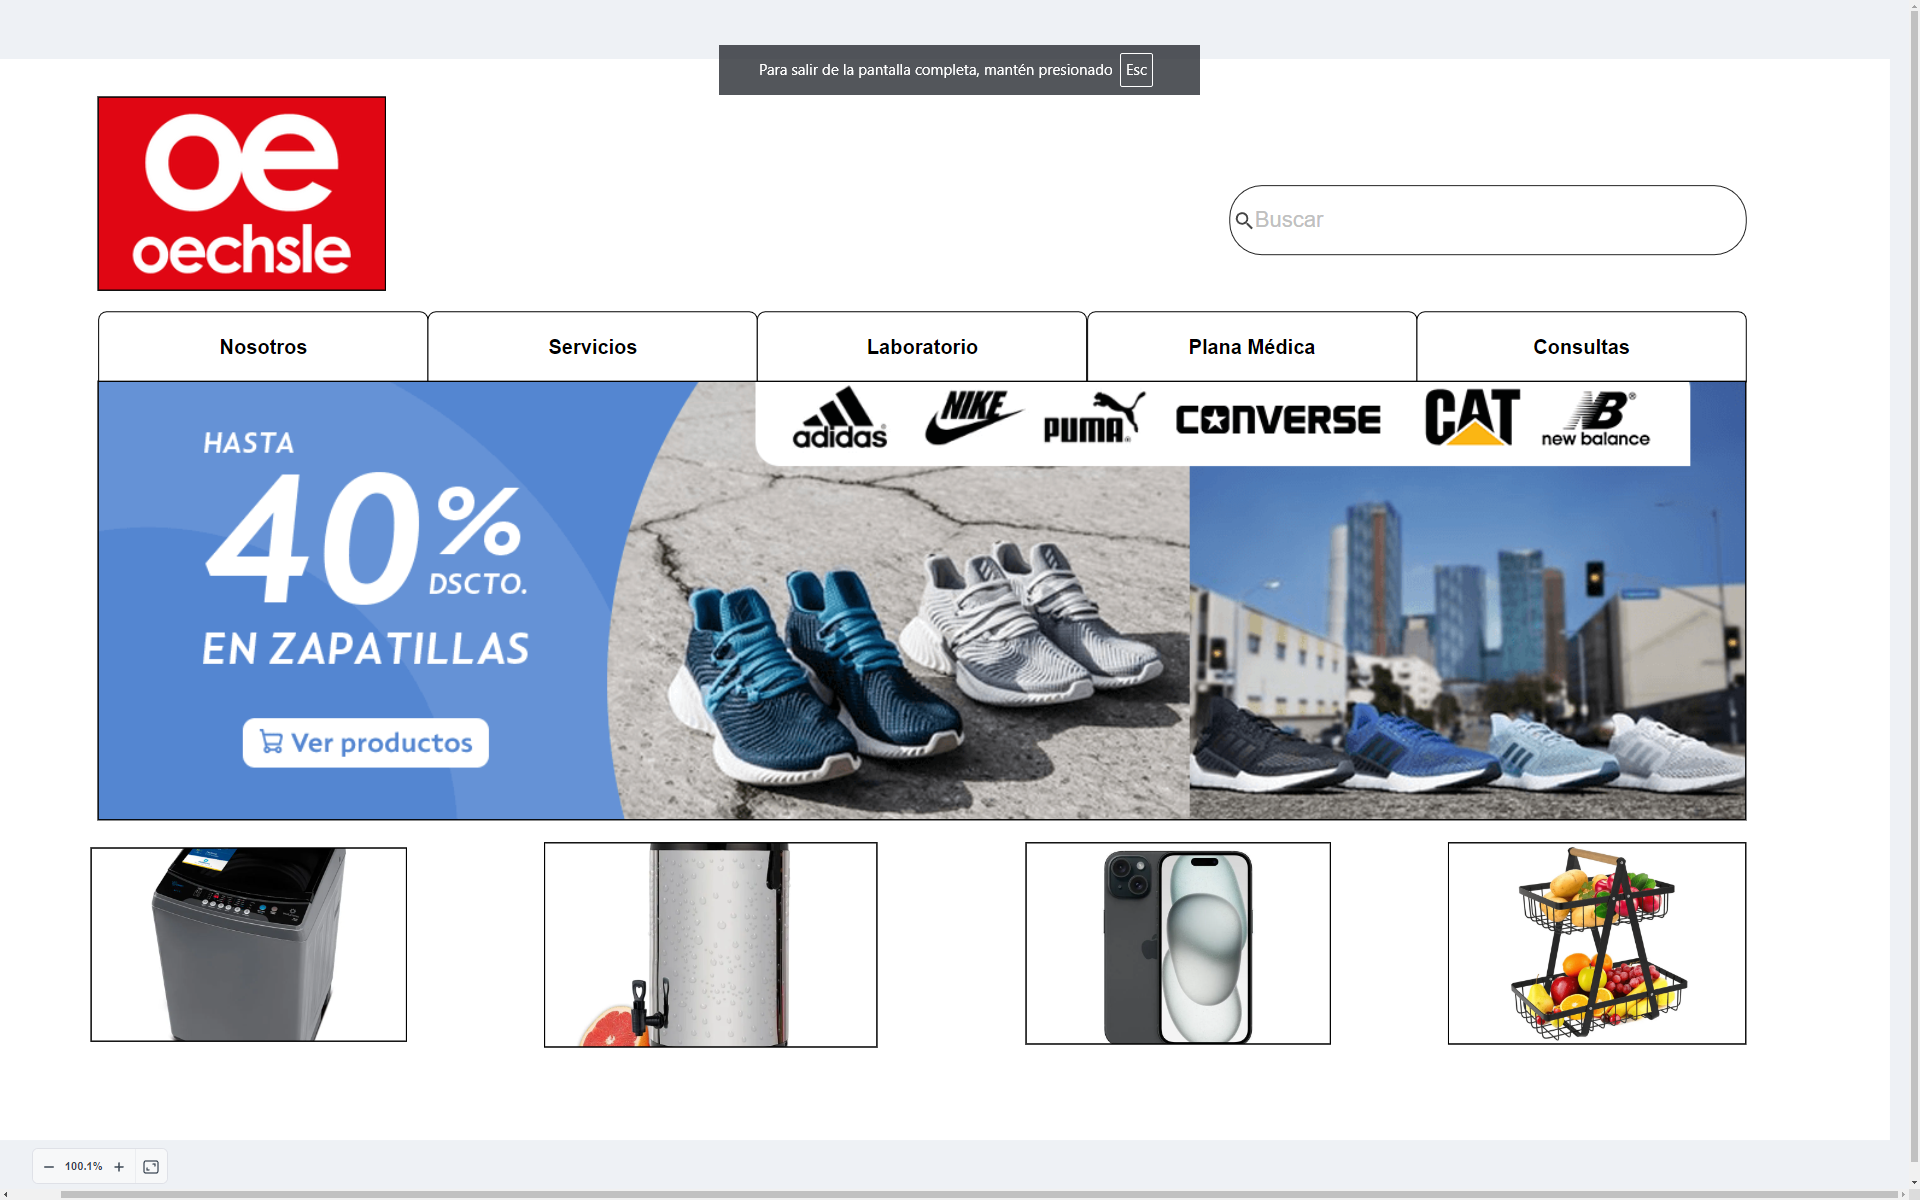 Para salir de la pantalla completa, mantén presionado Esc
oe
oechsle
Buscar
Nosotros
Servicios
Laboratorio
Plana Médica
Consultas
HASTA
40%
DSCTO.
EN ZAPATILLAS
Ver productos
adidas
NIKE
PUMA
CONVERSE
CAT
NB
new balance
100.1%